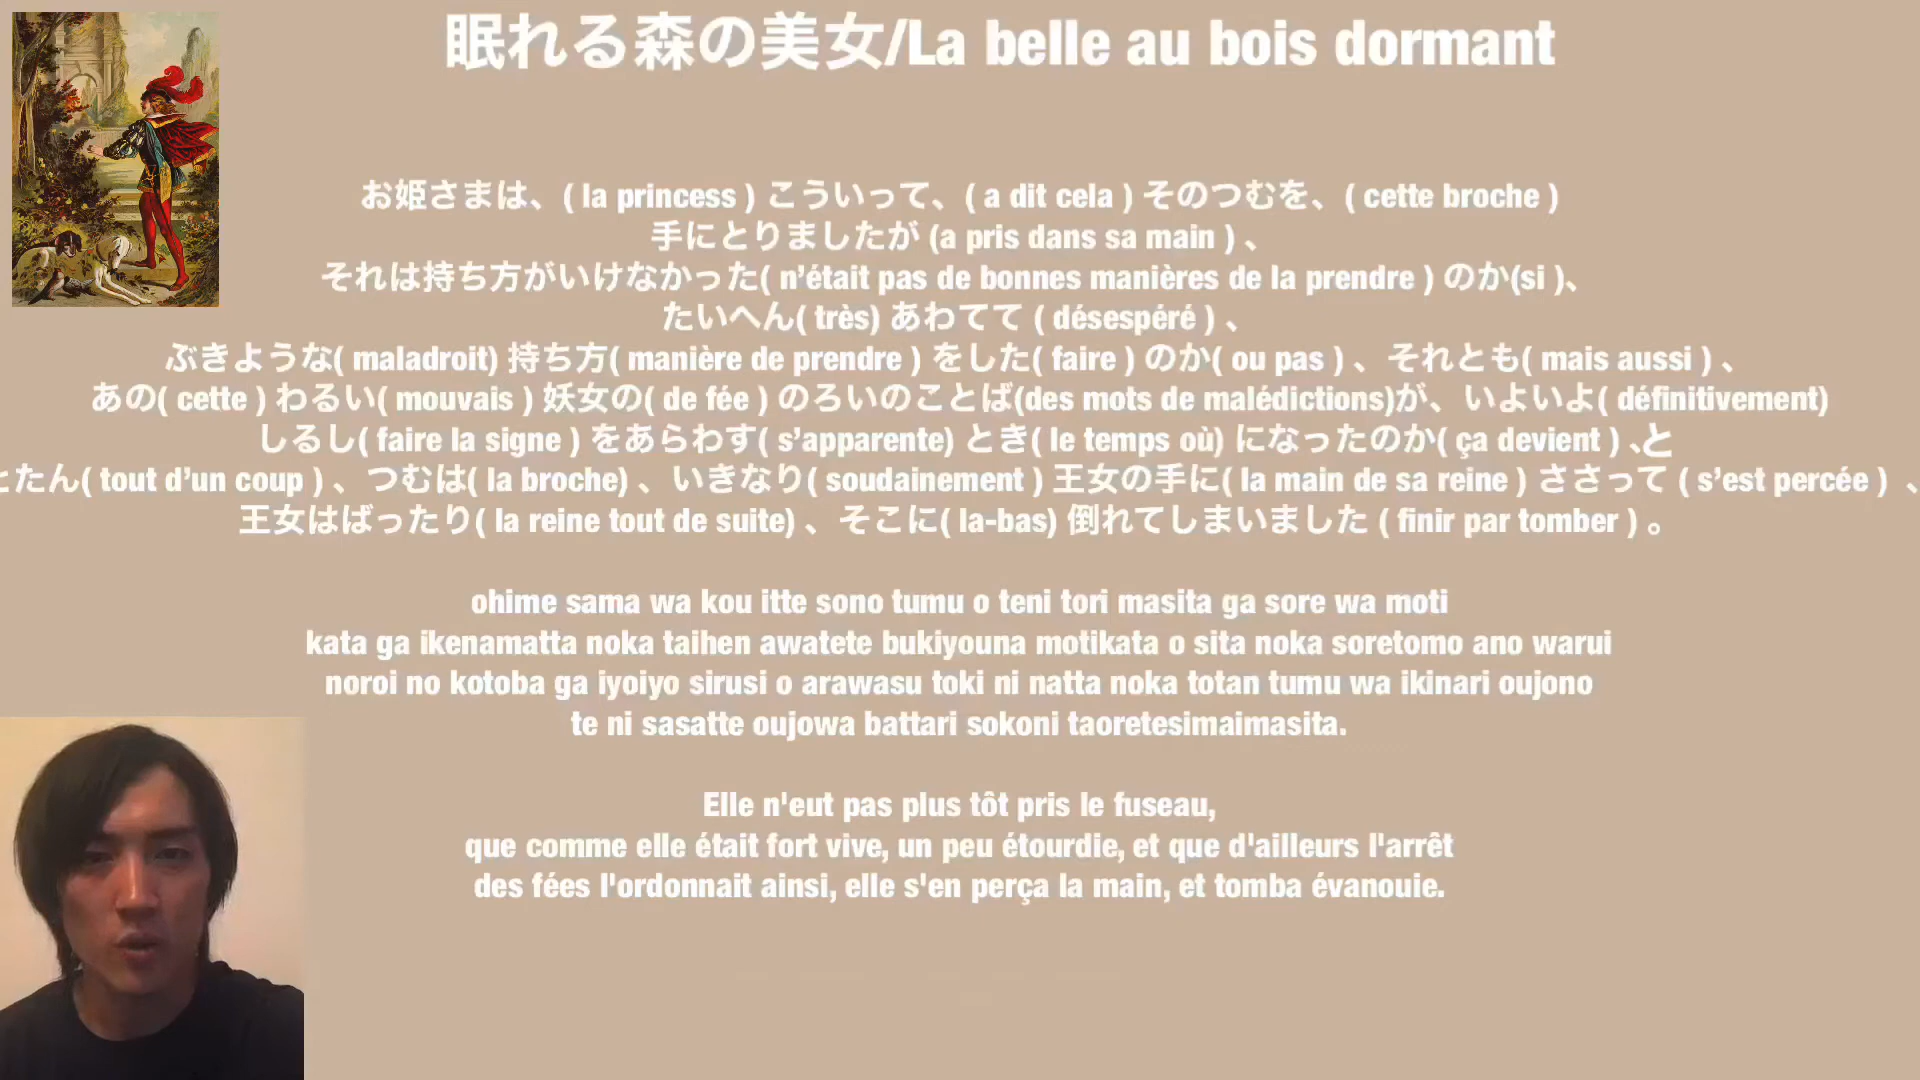 眠れる森の美女/La belle au bois dormant
お姫さまは、( la princess ) こういって、( a dit cela ) そのつむを、( cette broche )
手にとりましたが (a pris dans sa main ) 、
それは持ち方がいけなかった( n’était pas de bonnes manières de la prendre ) のか(si )、
たいへん( très) あわてて ( désespéré ) 、
ぶきような( maladroit) 持ち方( manière de prendre ) をした( faire ) のか( ou pas ) 、それとも( mais aussi ) 、
あの( cette ) わるい( mouvais ) 妖女の( de fée ) のろいのことば(des mots de malédictions)が、いよいよ( définitivement)
しるし( faire la signe ) をあらわす( s’apparente) とき( le temps où) になったのか( ça devient ) 、と
たん( tout d’un coup ) 、つむは( la broche) 、いきなり( soudainement ) 王女の手に( la main de sa reine ) ささって ( s’est percée ) 、
王女はばったり( la reine tout de suite) 、そこに( la-bas) 倒れてしまいました ( finir par tomber ) 。
ohime sama wa kou itte sono tumu o teni tori masita ga sore wa moti
kata ga ikenamatta noka taihen awatete bukiyouna motikata o sita noka soretomo ano warui
noroi no kotoba ga iyoiyo sirusi o arawasu toki ni natta noka totan tumu wa ikinari oujono
te ni sasatte oujowa battari sokoni taoretesimaimasita.
Elle n'eut pas plus tôt pris le fuseau,
que comme elle était fort vive, un peu étourdie, et que d'ailleurs l'arrêt
des fées l'ordonnait ainsi, elle s'en perça la main, et tomba évanouie.